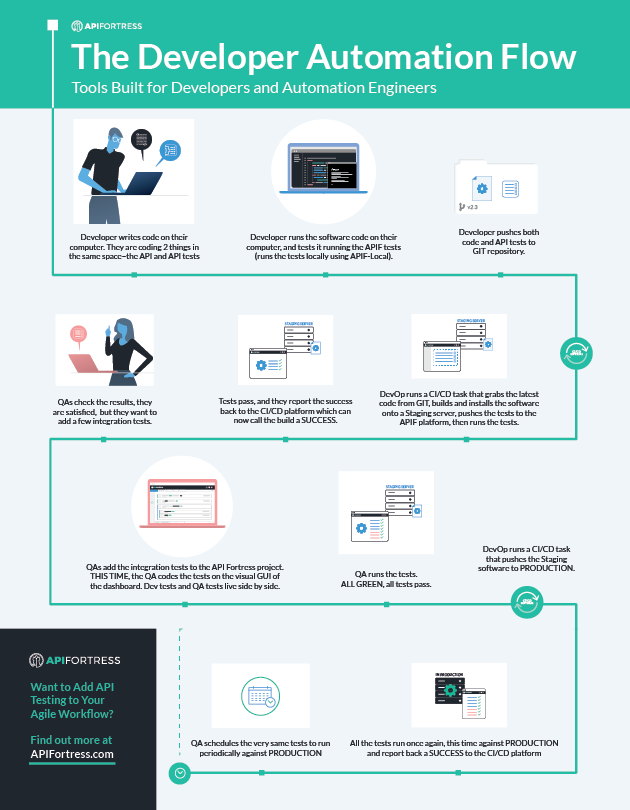 APIFORTRESS
The Developer Automation Flow
Tools Built for Developers and Automation Engineers
v2.3
Developer writes code on their
computer. They are coding 2 things in
the same space–the API and API tests
Developer runs the software code on their
computer, and tests it running the APIF tests
(runs the tests locally using APIF-Local).
Developer pushes both
code and API tests to
GIT repository.
STAGING SERVER
STAGING SERVER
QAs check the results, they
are satisfied, but they want to
add a few integration tests.
Tests pass, and they report the success
back to the CI/CD platform which can
now call the build a SUCCESS.
DevOp runs a CI/CD task that grabs the latest
code from GIT, builds and installs the software
onto a Staging server, pushes the tests to the
APIF platform, then runs the tests.
STAGING SERVER
QAs add the integration tests to the API Fortress project.
THIS TIME, the QA codes the tests on the visual GUI of
the dashboard. Dev tests and QA tests live side by side.
QA runs the tests.
ALL GREEN, all tests pass.
DevOp runs a CI/CD task
that pushes the Staging
software to PRODUCTION.
IN PRODUCTION
QA schedules the very same tests to run
periodically against PRODUCTION
All the tests run once again, this time against PRODUCTION
and report back a SUCCESS to the CI/CD platform
APIFORTRESS
Want to Add API
Testing to Your
Agile Workflow?
Find out more at
APIFortress.com